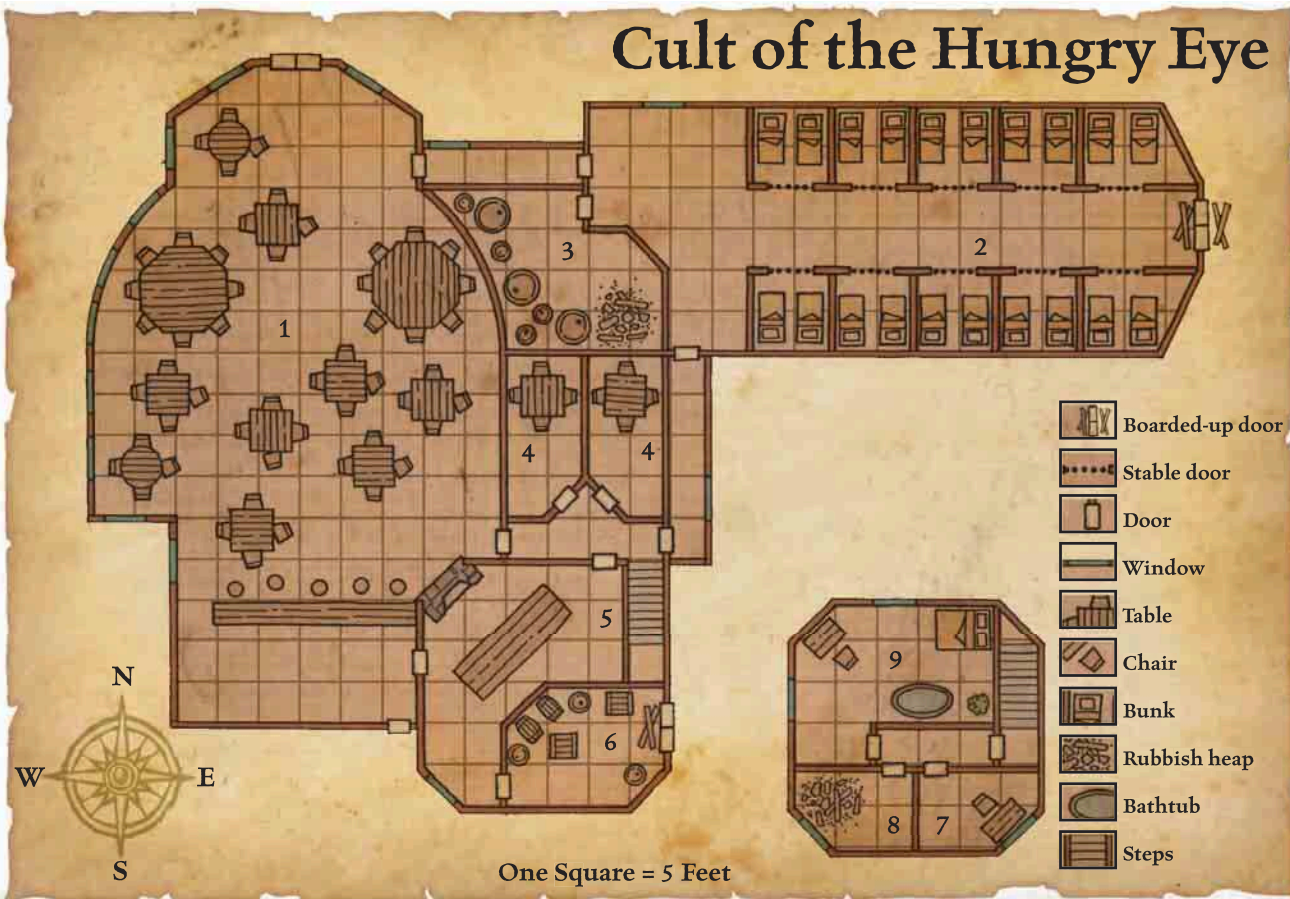 Cult of the Hungry Eye
1
2
3
4
4
5
6
9
8
7
Boarded-up door
Stable door
Door
Window
Table
Chair
Bunk
Rubbish heap
Bathtub
Steps
N
W
E
S
One Square = 5 Feet